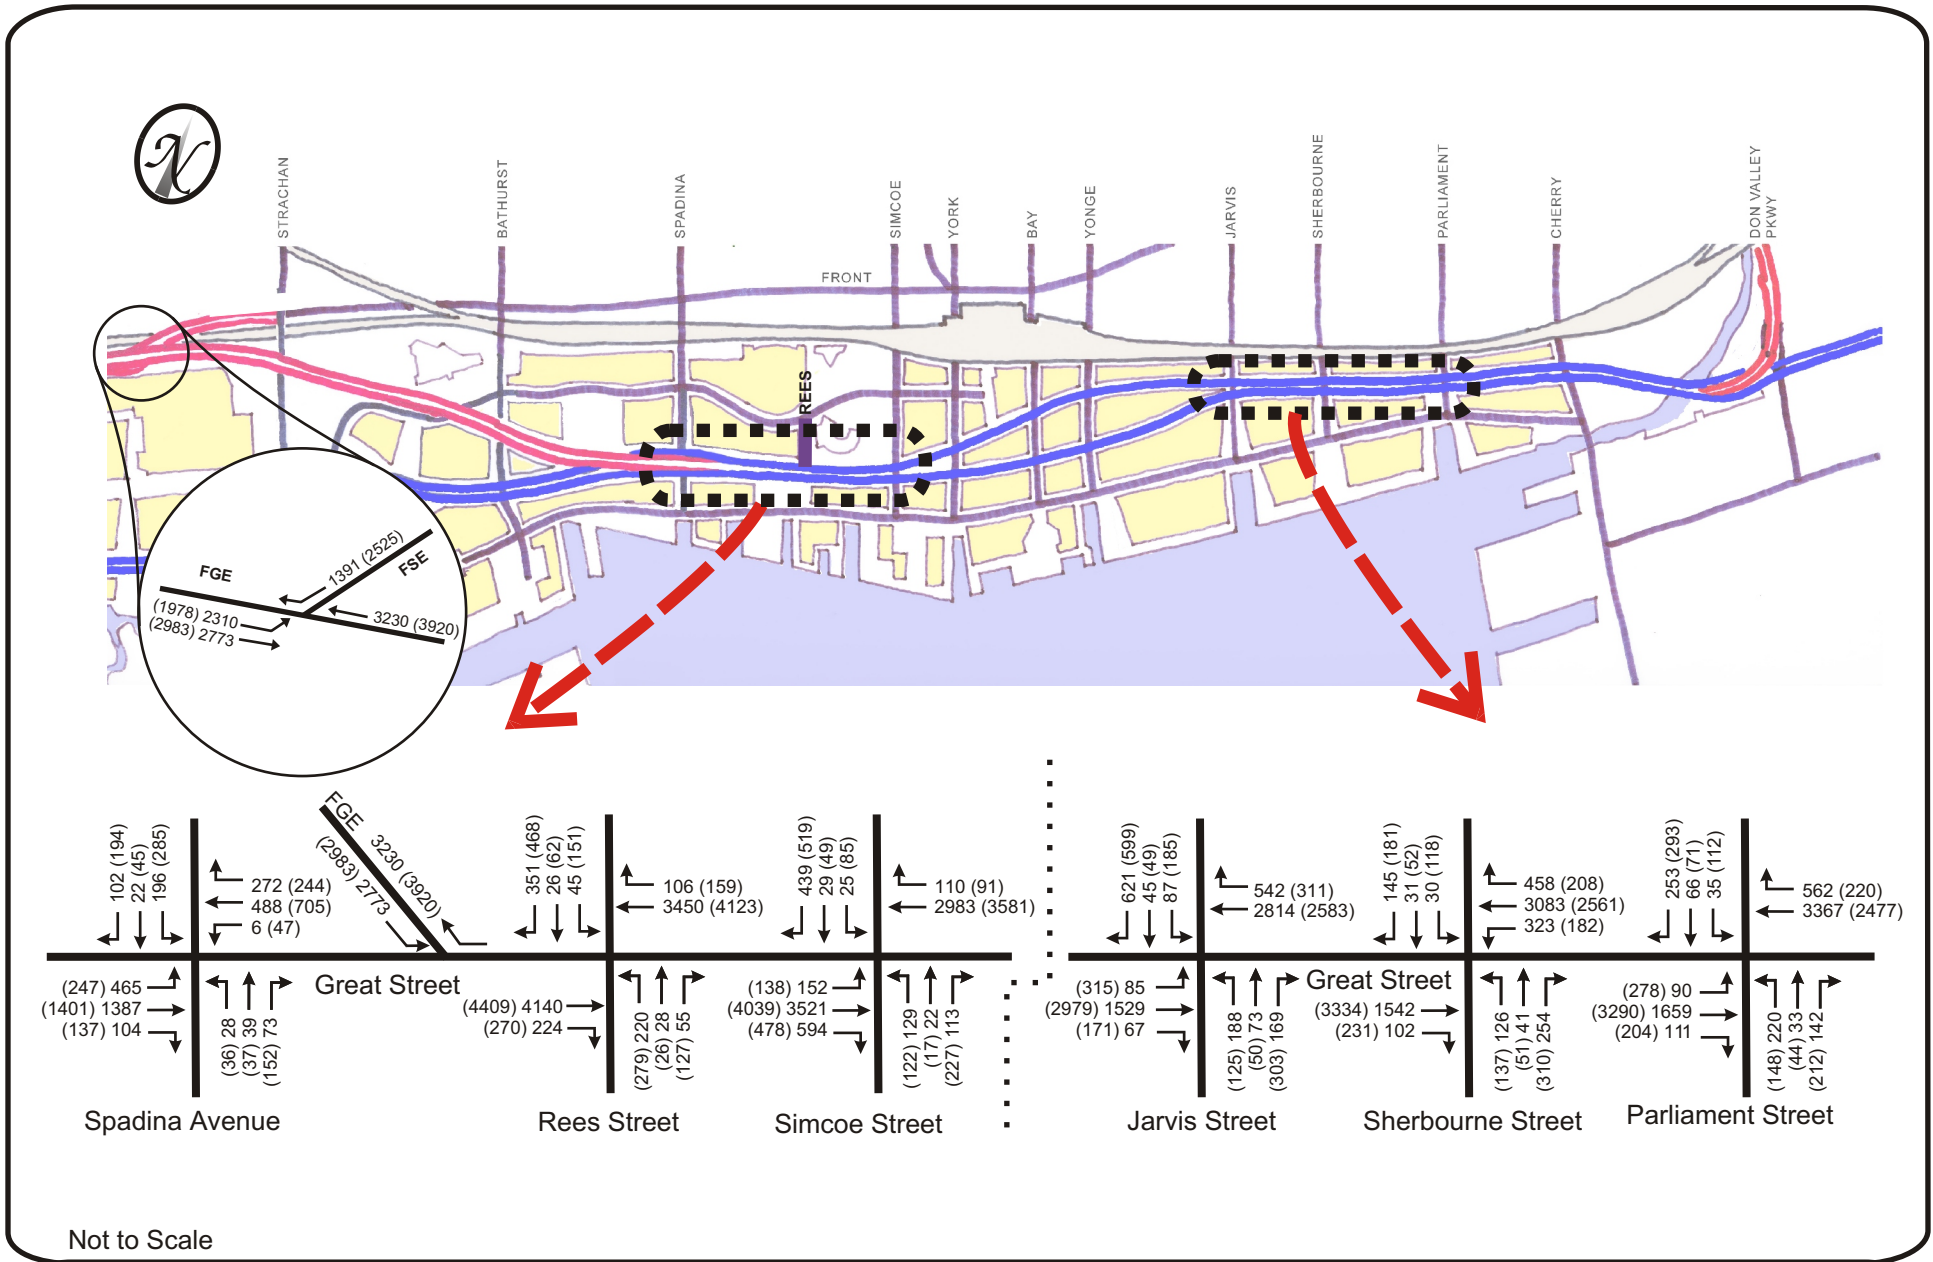 N
STRACHAN
BATHURST
SPADINA
SIMCOE
YORK
BAY
YONGE
JARVIS
SHERBOURNE
PARLIAMENT
CHERRY
DON VALLEY
PKWY
FRONT
REES
FGE
1391 (2525)
FSE
(1978) 2310
(2983) 2773
3230 (3920)
102 (194)
22 (45)
196 (285)
272 (244)
488 (705)
6 (47)
(247) 465
(1401) 1387
(137) 104
(36) 28
(37) 39
(152) 73
Spadina Avenue
FGE
3230 (3920)
(2983) 2773
Great Street
351 (468)
26 (62)
45 (151)
106 (159)
3450 (4123)
(4409) 4140
(270) 224
(279) 220
(26) 28
(127) 55
Rees Street
439 (519)
29 (49)
25 (85)
110 (91)
2983 (3581)
(138) 152
(4039) 3521
(478) 594
(122) 129
(17) 22
(227) 113
Simcoe Street
621 (599)
45 (49)
87 (185)
542 (311)
2814 (2583)
(315) 85
(2979) 1529
(171) 67
(125) 188
(50) 73
(303) 169
Jarvis Street
Great Street
145 (181)
31 (52)
30 (118)
458 (208)
3083 (2561)
323 (182)
(3334) 1542
(231) 102
(137) 126
(51) 41
(310) 254
Sherbourne Street
253 (293)
66 (71)
35 (112)
562 (220)
3367 (2477)
(278) 90
(3290) 1659
(204) 111
(148) 220
(44) 33
(212) 142
Parliament Street
Not to Scale